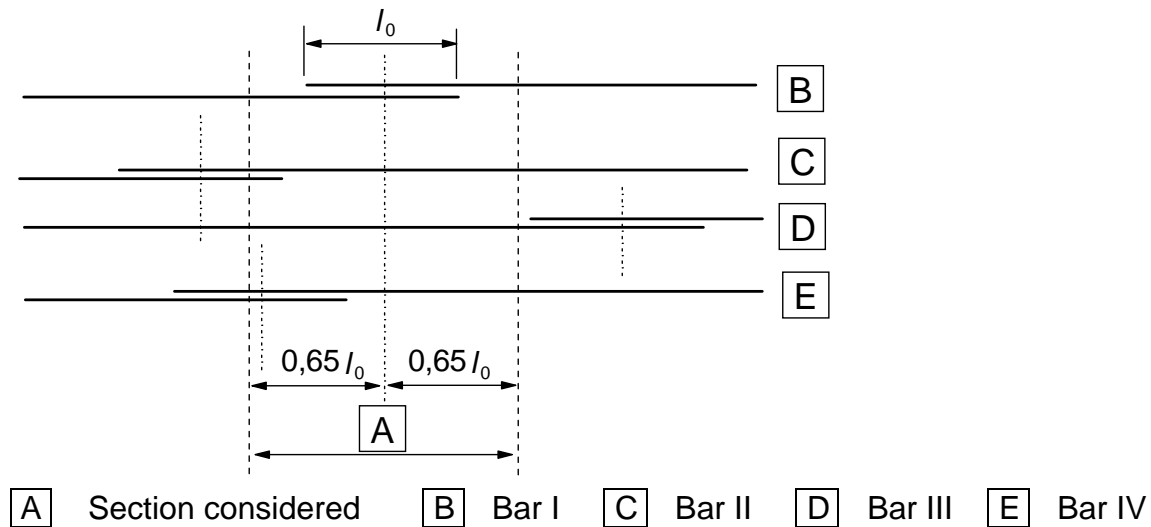 l0
B
C
D
E
0,65 l0 0,65 l0
A
A Section considered B Bar I C Bar II D Bar III E Bar IV